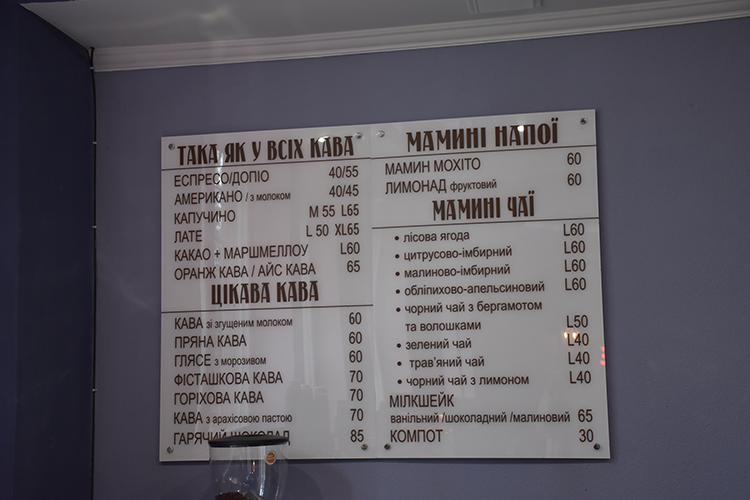 ТАКА ЯК У ВСІХ КАВА
ЕСПРЕСО/ДОПІО 40/55
АМЕРИКАНО / з молоком 40/45
КАПУЧИНО M 55 L65
ЛАТЕ L 50 XL65
КАКАО + МАРШМЕЛЛОУ L60
ОРАНЖ КАВА / АЙС КАВА 65
ЦІКАВА КАВА
КАВА зі згущеним молоком 60
ПРЯНА КАВА 60
ГЛЯСЕ з морозивом 60
ФІСТАШКОВА КАВА 70
ГОРІХОВА КАВА 70
КАВА з арахісовою пастою 70
ГАРЯЧИЙ ШОКОЛАД 85
МАМИНІ НАПОЇ
МАМИН МОХІТО 60
ЛИМОНАД фруктовий 60
МАМИНІ ЧАЇ
• лісова ягода L60
• цитрусово-імбирний L60
• малиново-імбирний L60
• обліпихово-апельсиновий L60
• чорний чай з бергамотом
та волошками L50
• зелений чай L40
• трав'яний чай L40
• чорний чай з лимоном L40
МІЛКШЕЙК
ванільний /шоколадний /малиновий 65
КОМПОТ 30